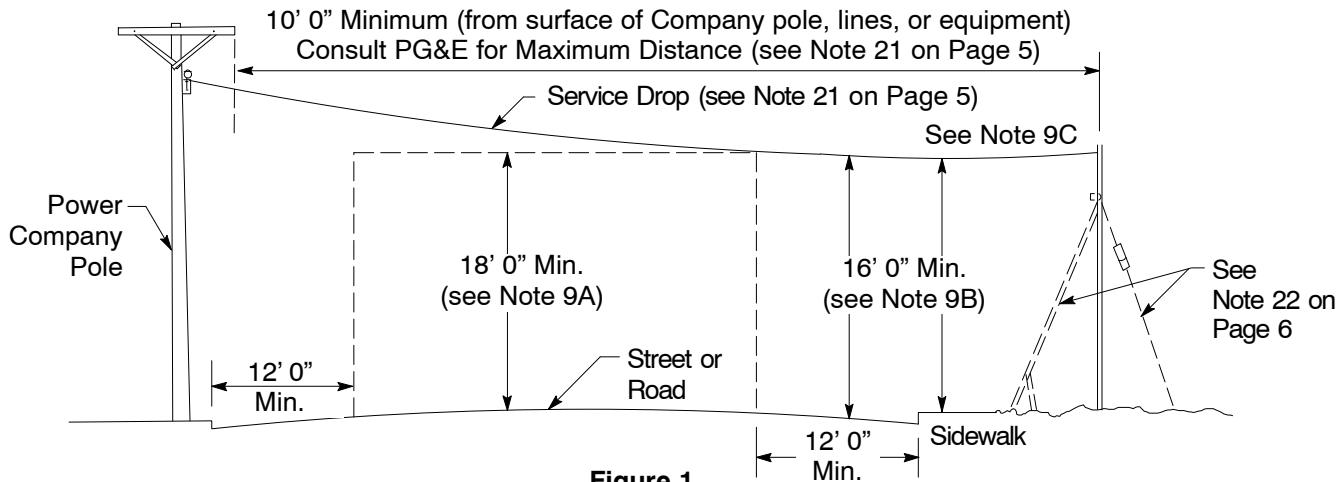 10’ 0” Minimum (from surface of Company pole, lines, or equipment)
Consult PG&E for Maximum Distance (see Note 21 on Page 5)
Service Drop (see Note 21 on Page 5)
See Note 9C
Power
Company
Pole
18’ 0” Min.
(see Note 9A)
16’ 0” Min.
(see Note 9B)
See
Note 22 on
Page 6
12’ 0”
Min.
Street or
Road
12’ 0”
Min.
Sidewalk
Figure 1